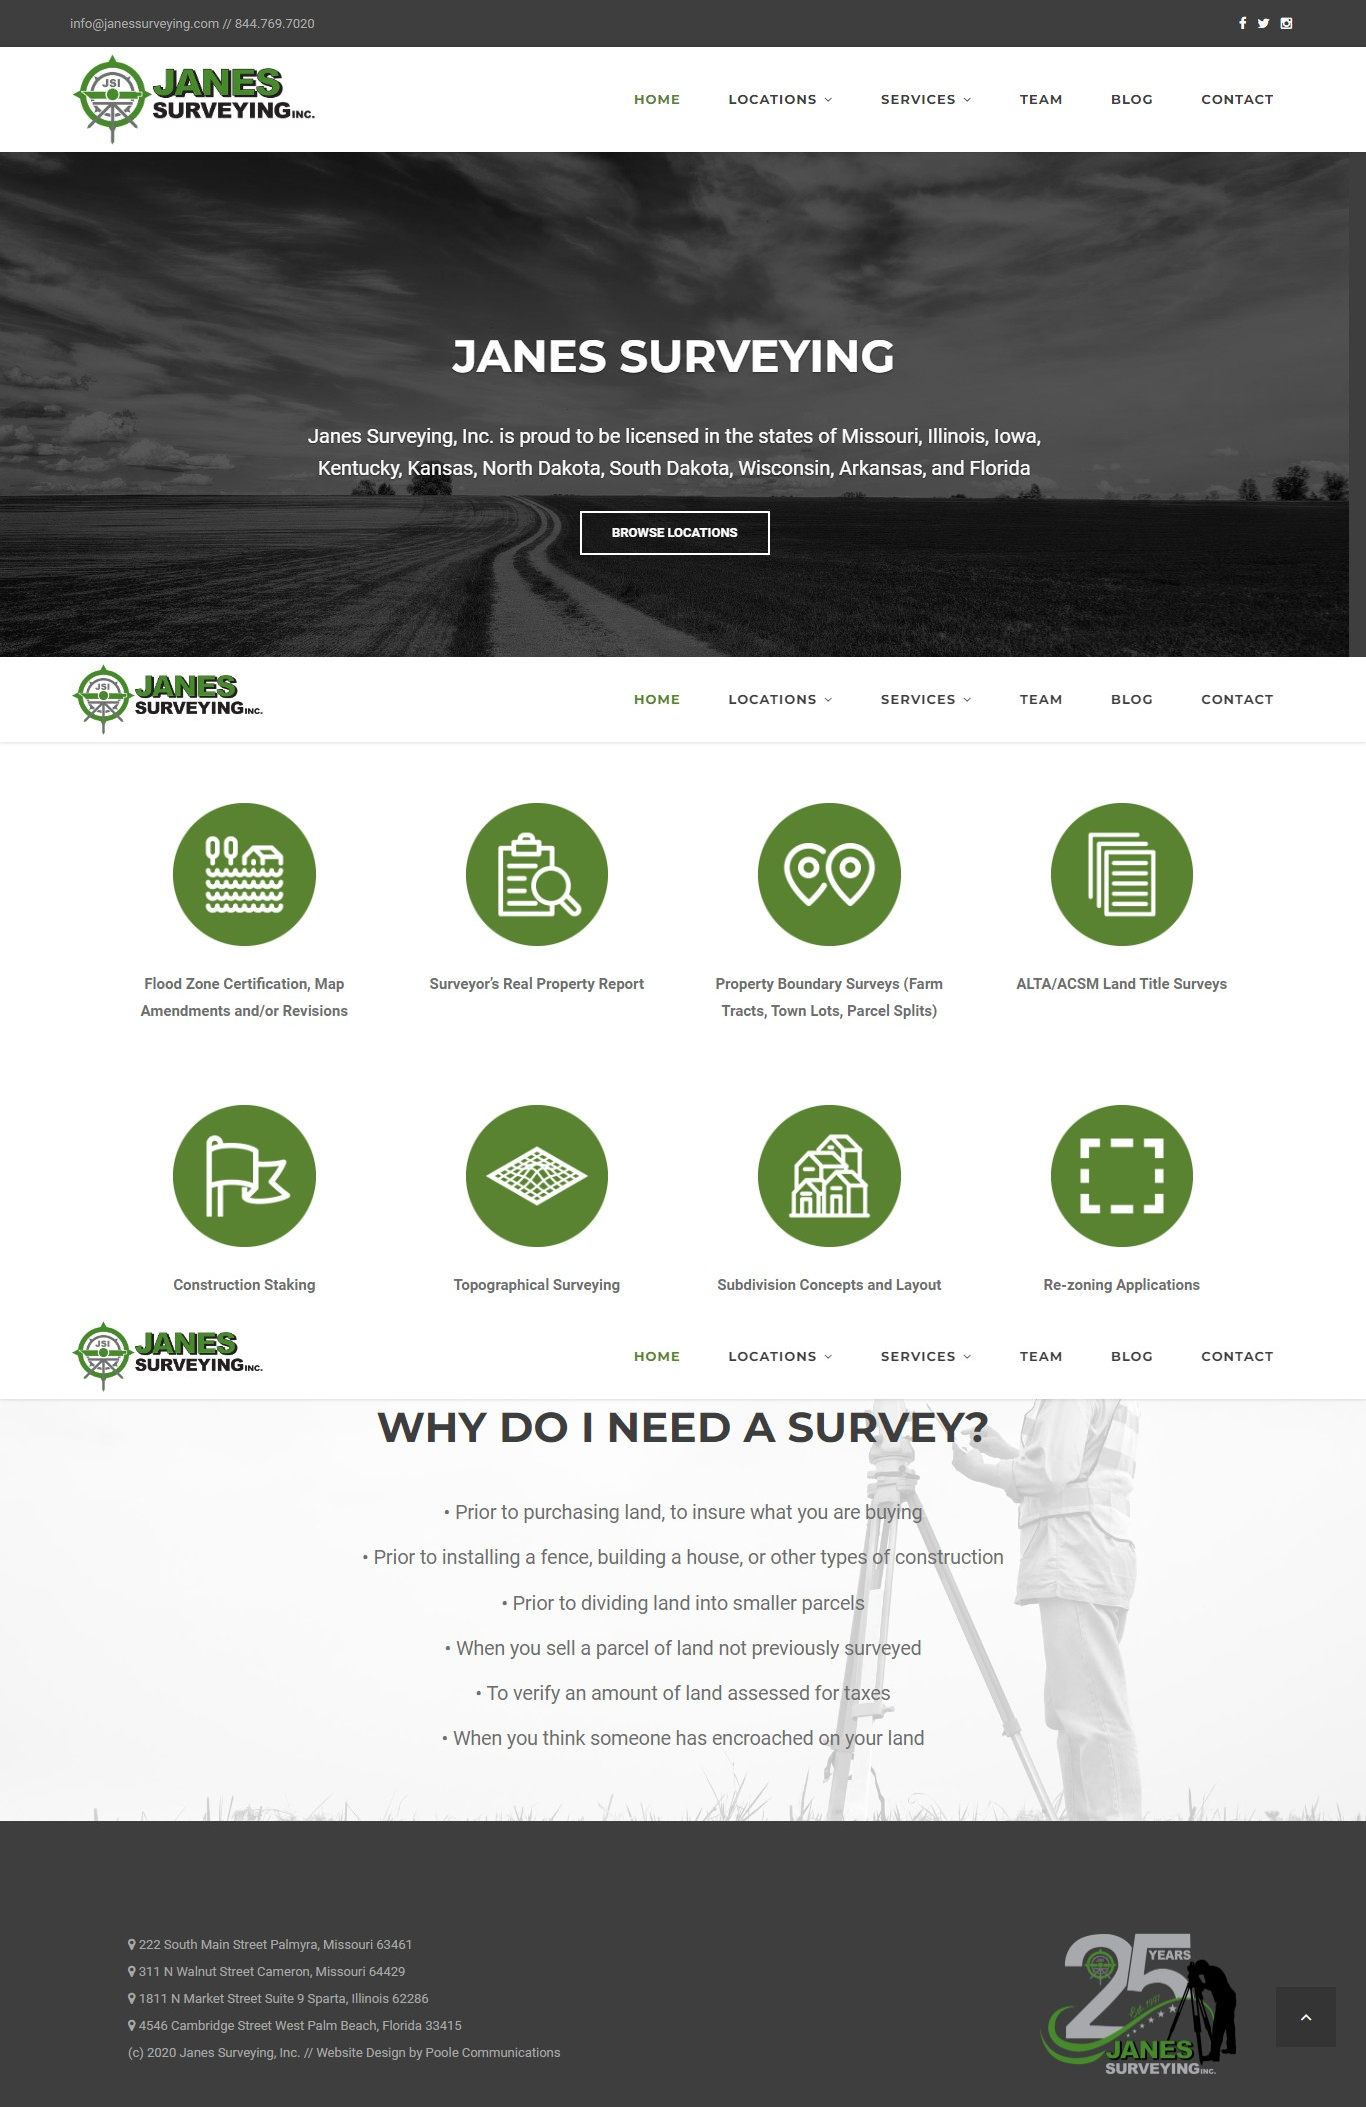 info@janessurveying.com // 844.769.7020
JSI
JANES
SURVEYING INC.
HOME LOCATIONS SERVICES TEAM BLOG CONTACT
JANES SURVEYING
Janes Surveying, Inc. is proud to be licensed in the states of Missouri, Illinois, Iowa,
Kentucky, Kansas, North Dakota, South Dakota, Wisconsin, Arkansas, and Florida
BROWSE LOCATIONS
JSI
JANES
SURVEYING INC.
HOME LOCATIONS SERVICES TEAM BLOG CONTACT
Flood Zone Certification, Map
Amendments and/or Revisions
Surveyor’s Real Property Report
Property Boundary Surveys (Farm
Tracts, Town Lots, Parcel Splits)
ALTA/ACSM Land Title Surveys
Construction Staking
Topographical Surveying
Subdivision Concepts and Layout
Re-zoning Applications
JSI
JANES
SURVEYING INC.
HOME LOCATIONS SERVICES TEAM BLOG CONTACT
WHY DO I NEED A SURVEY?
• Prior to purchasing land, to insure what you are buying
• Prior to installing a fence, building a house, or other types of construction
• Prior to dividing land into smaller parcels
• When you sell a parcel of land not previously surveyed
• To verify an amount of land assessed for taxes
• When you think someone has encroached on your land
222 South Main Street Palmyra, Missouri 63461
311 N Walnut Street Cameron, Missouri 64429
1811 N Market Street Suite 9 Sparta, Illinois 62286
4546 Cambridge Street West Palm Beach, Florida 33415
(c) 2020 Janes Surveying, Inc. // Website Design by Poole Communications
25 YEARS
Est.
JANES
SURVEYING INC.